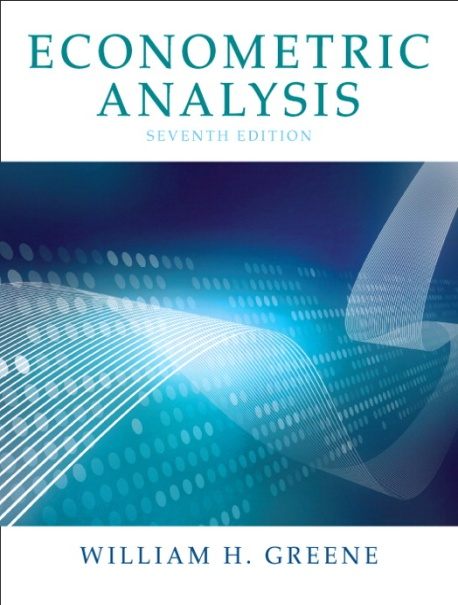 ECONOMETRIC
ANALYSIS
SEVENTH EDITION
WILLIAM H. GREENE